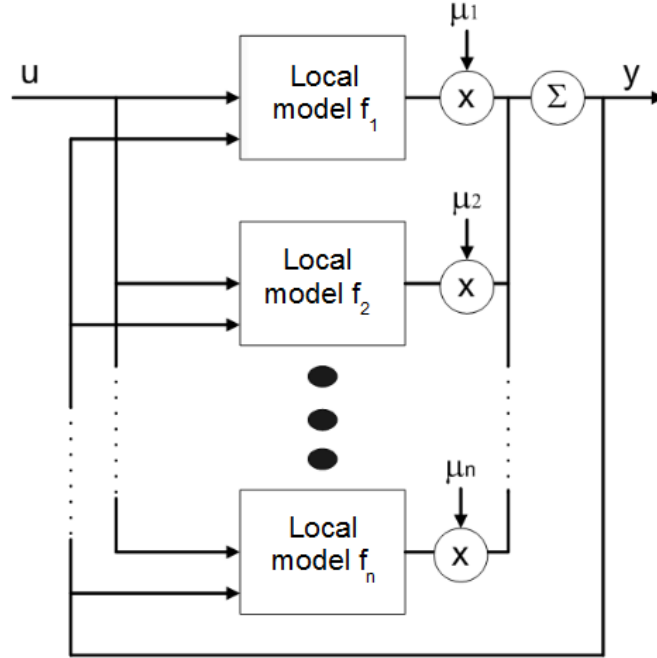 μ₁
u
Local
model f₁
x
Σ
y
μ₂
Local
model f₂
x
μₙ
Local
model fₙ
x